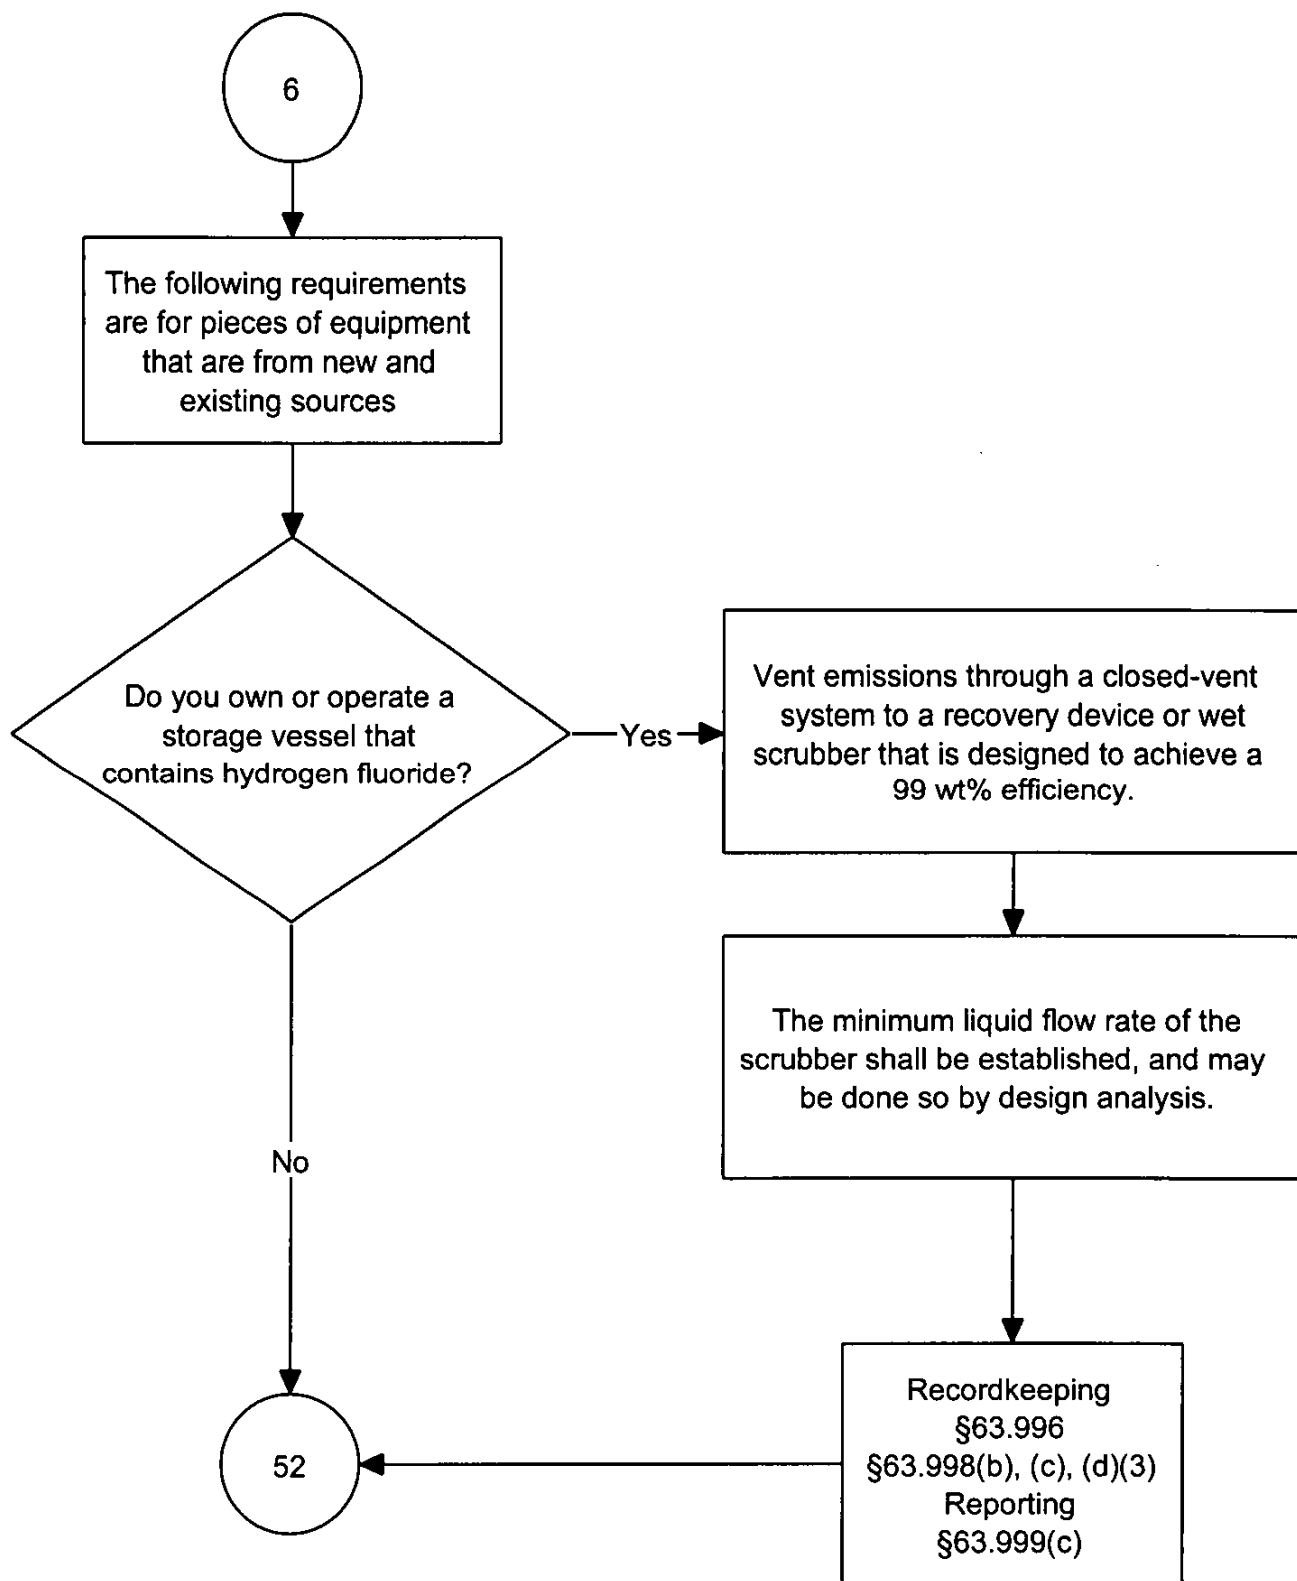 6
The following requirements
are for pieces of equipment
that are from new and
existing sources
Do you own or operate a
storage vessel that
contains hydrogen fluoride?
Yes
Vent emissions through a closed-vent
system to a recovery device or wet
scrubber that is designed to achieve a
99 wt% efficiency.
The minimum liquid flow rate of the
scrubber shall be established, and may
be done so by design analysis.
No
Recordkeeping
§63.996
§63.998(b), (c), (d)(3)
Reporting
§63.999(c)
52